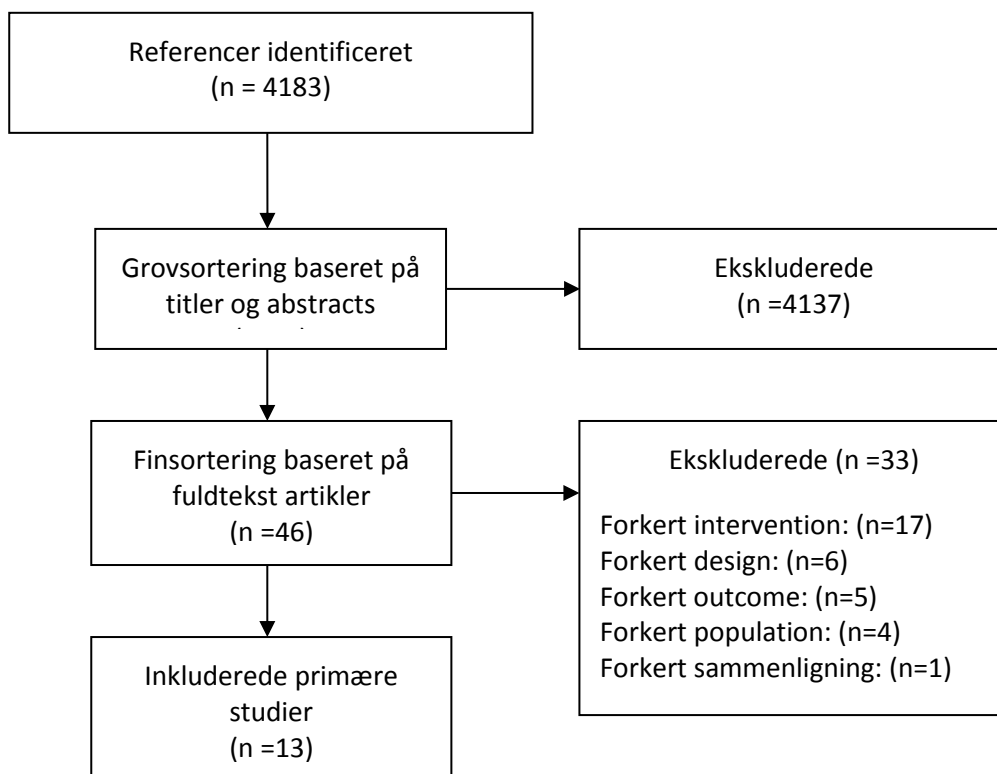 Referencer identificeret
(n = 4183)
Grovsortering baseret på
titler og abstracts
Ekskluderede
(n =4137)
Finsortering baseret på
fuldtekst artikler
(n =46)
Ekskluderede (n =33)
Forkert intervention: (n=17)
Forkert design: (n=6)
Forkert outcome: (n=5)
Forkert population: (n=4)
Forkert sammenligning: (n=1)
Inkluderede primære
studier
(n =13)